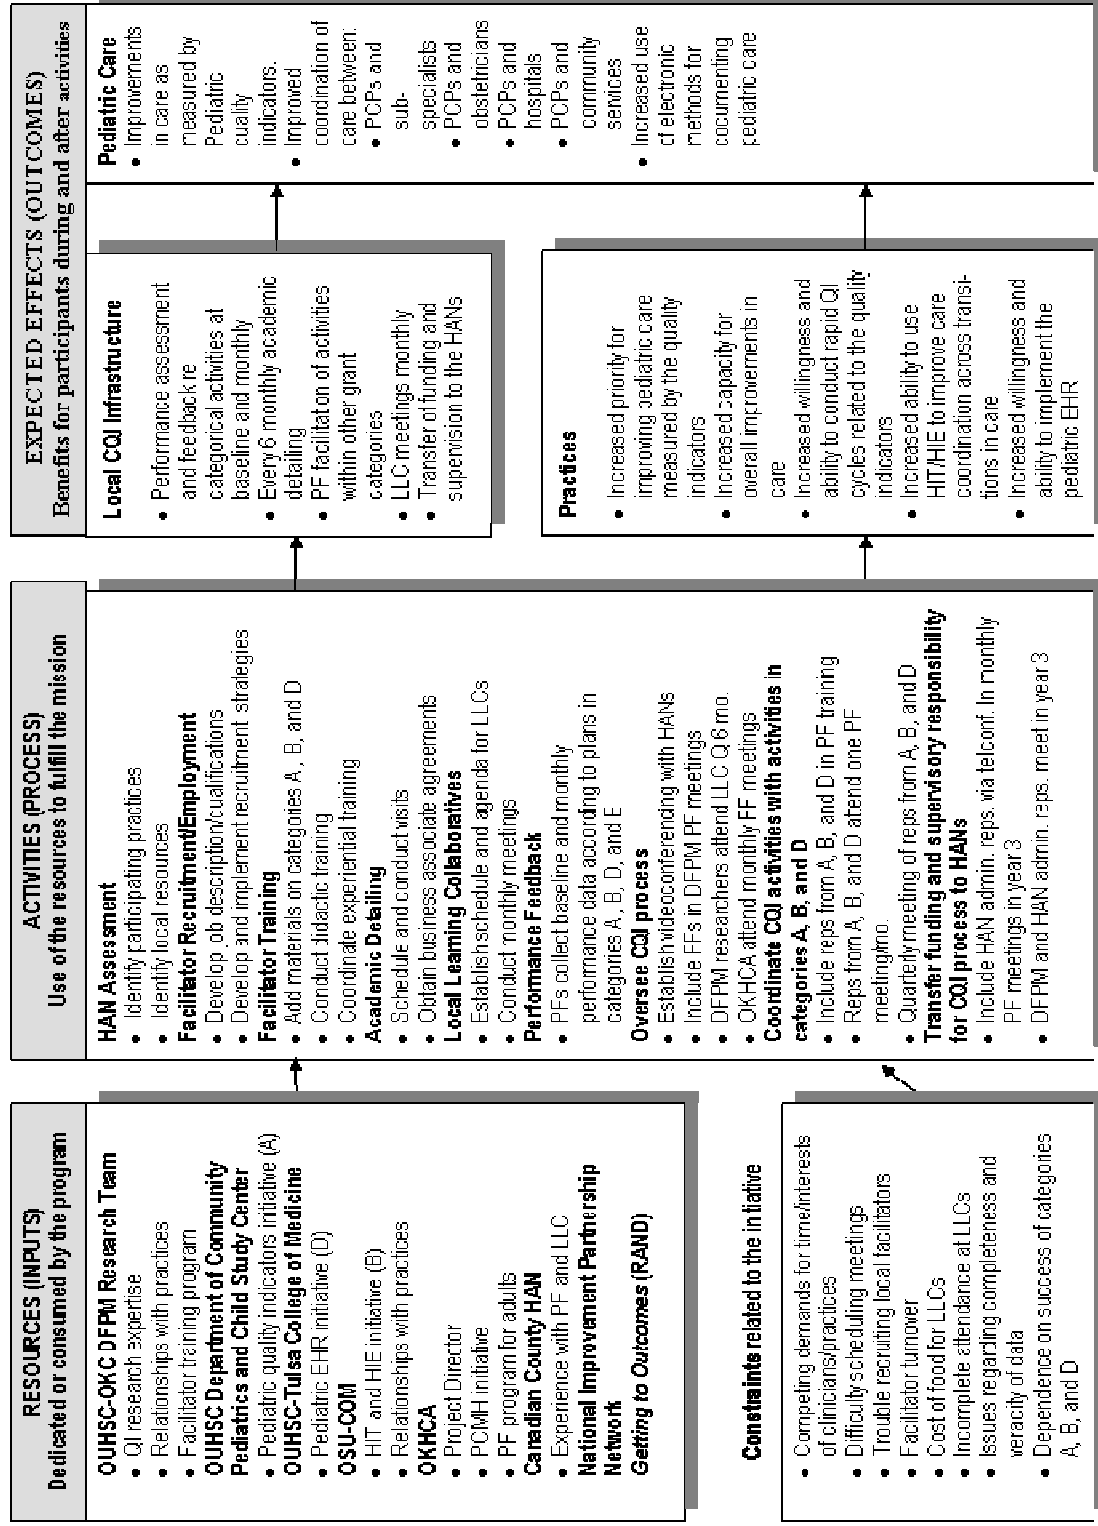 RESOURCES (INPUTS)
Dedicated or consumed by the program
OUHSC-OKC DFPM Research Team
• QI research expertise
• Relationships with practices
• Facilitator training program
OUHSC Department of Community
Pediatrics and Child Study Center
• Pediatric quality indicators initiative (A)
OUHSC-Tulsa College of Medicine
• Pediatric EHR initiative (D)
OSU-COM
• HIT and HIE initiative (B)
• Relationships with practices
OKHCA
• Project Director
• PCMH initiative
• PF program for adults
Canadian County HAN
• Experience with PF and LLC
National Improvement Partnership
Network
Getting to Outcomes (RAND)
Constraints related to the initiative
• Competing demands for time/interests
of clinicians/practices
• Difficulty scheduling meetings
• Trouble recruiting local facilitators
• Facilitator turnover
• Cost of food for LLCs
• Incomplete attendance at LLCs
• Issues regarding completeness and
veracity of data
• Dependence on success of categories
A, B, and D
ACTIVITIES (PROCESS)
Use of the resources to fulfill the mission
HAN Assessment
• Identify participating practices
• Identify local resources
Facilitator Recruitment/Employment
• Develop job description/qualifications
• Develop and implement recruitment strategies
Facilitator Training
• Add materials on categories A, B, and D
• Conduct didactic training
• Coordinate experiential training
Academic Detailing
• Schedule and conduct visits
• Obtain business associate agreements
Local Learning Collaboratives
• Establish schedule and agenda for LLCs
• Conduct monthly meetings
Performance Feedback
• PFs collect baseline and monthly
performance data according to plans in
categories A, B, D, and E
Oversee CQI process
• Establish videoconferencing with HANs
• Include PFs in DFPM PF meetings
• DFPM researchers attend LLC Q 6 mo.
• OKHCA attend monthly PF meetings
Coordinate CQI activities with activities in
categories A, B, and D
• Include reps from A, B, and D in PF training
• Reps from A, B, and D atend one PF
meeting/mo.
• Quarterly meeting of reps from A, B, and D
Transfer funding and supervisory responsibility
for CQI process to HANs
• Include HAN admin. reps. via telconf. In monthly
PF meetings in year 3
• DFPM and HAN admin. reps. meet in year 3
EXPECTED EFFECTS (OUTCOMES)
Benefits for participants during and after activities
Local CQI Infrastructure
• Performance assessment
and feedback re
categorical activities at
baseline and monthly
• Every 6 monthly academic
detailing
• PF facilitation of activities
within other grant
categories
• LLC meetings monthly
• Transfer of funding and
supervision to the HANs
Practices
• Increased priority for
improving pediatric care
measured by the quality
indicators
• Increased capacity for
overall improvements in
care
• Increased willingness and
ability to conduct rapid QI
cycles related to the quality
indicators
• Increased ability to use
HIT/HIE to improve care
coordination across transi-
tions in care
• Increased willingness and
ability to implement the
pediatric EHR
Pediatric Care
• Improvements
in care as
measured by
Pediatric
quality
indicators.
• Improved
coordination of
care between:
• PCPs and
sub-
specialists
• PCPs and
obstetricians
• PCPs and
hospitals
• PCPs and
community
services
• Increased use
of electronic
methods for
documenting
pediatric care